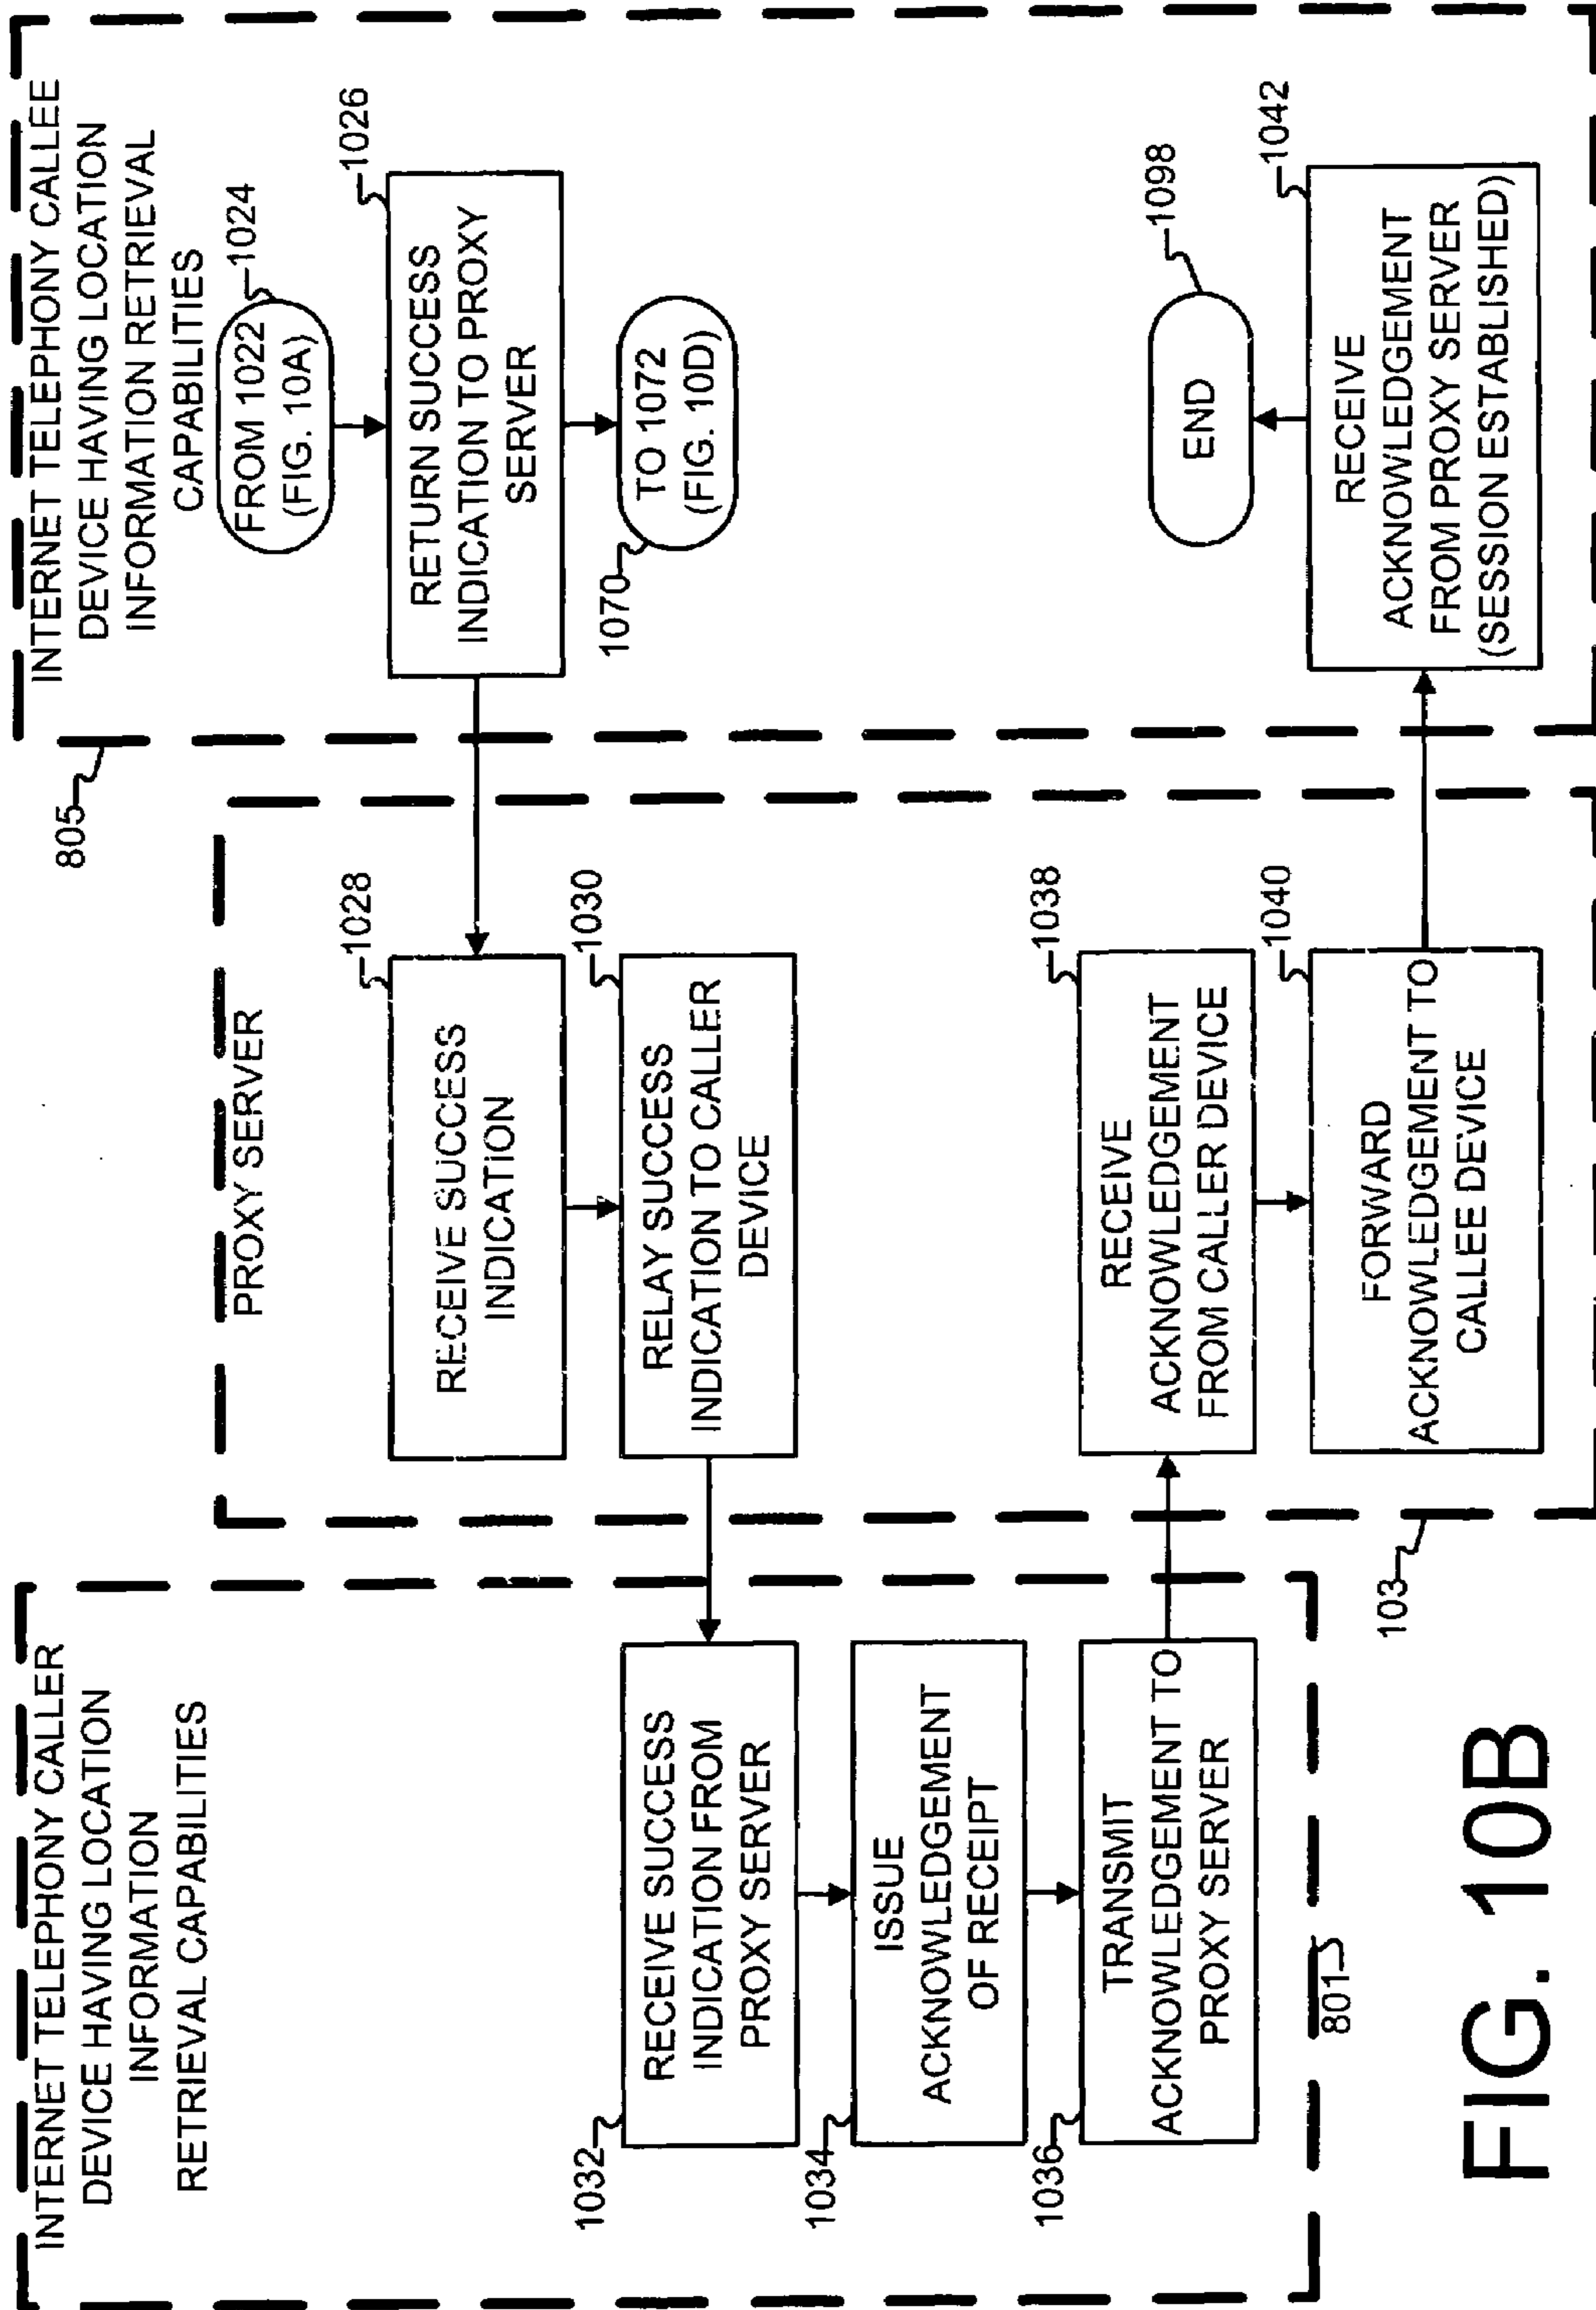 INTERNET TELEPHONY CALLER
DEVICE HAVING LOCATION
INFORMATION
RETRIEVAL CAPABILITIES
1032
RECEIVE SUCCESS
INDICATION FROM
PROXY SERVER
1034
ISSUE
ACKNOWLEDGEMENT
OF RECEIPT
1036
TRANSMIT
ACKNOWLEDGEMENT TO
PROXY SERVER
801
PROXY SERVER
1028
RECEIVE SUCCESS
INDICATION
1030
RELAY SUCCESS
INDICATION TO CALLER
DEVICE
1038
RECEIVE
ACKNOWLEDGEMENT
FROM CALLER DEVICE
1040
FORWARD
ACKNOWLEDGEMENT TO
CALLEE DEVICE
103
805
INTERNET TELEPHONY CALLEE
DEVICE HAVING LOCATION
INFORMATION RETRIEVAL
CAPABILITIES
1024
FROM 1022
(FIG. 10A)
1026
RETURN SUCCESS
INDICATION TO PROXY
SERVER
1070
TO 1072
(FIG. 10D)
1098
END
1042
RECEIVE
ACKNOWLEDGEMENT
FROM PROXY SERVER
(SESSION ESTABLISHED)
FIG. 10B